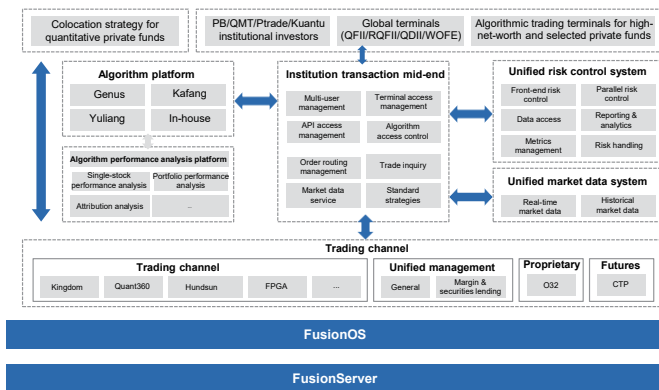 Colocation strategy for
quantitative private funds
PB/QMT/Ptrade/Kuantu
institutional investors
Global terminals
(QFII/RQFII/QDII/WOFE)
Algorithmic trading terminals for high-
net-worth and selected private funds
Algorithm platform
Genus
Kafang
Yuliang
In-house
Algorithm performance analysis platform
Single-stock
performance analysis
Portfolio performance
analysis
Attribution analysis
...
Institution transaction mid-end
Multi-user
management
Terminal access
management
API access
management
Algorithm
access control
Order routing
management
Trade inquiry
Market data
service
Standard
strategies
Unified risk control system
Front-end risk
control
Parallel risk
control
Data access
Reporting &
analytics
Metrics
management
Risk handling
Unified market data system
Real-time
market data
Historical
market data
Trading channel
Trading channel
Kingdom
Quant360
Hundsun
FPGA
...
Unified management
General
Margin &
securities lending
Proprietary
O32
Futures
CTP
FusionOS
FusionServer